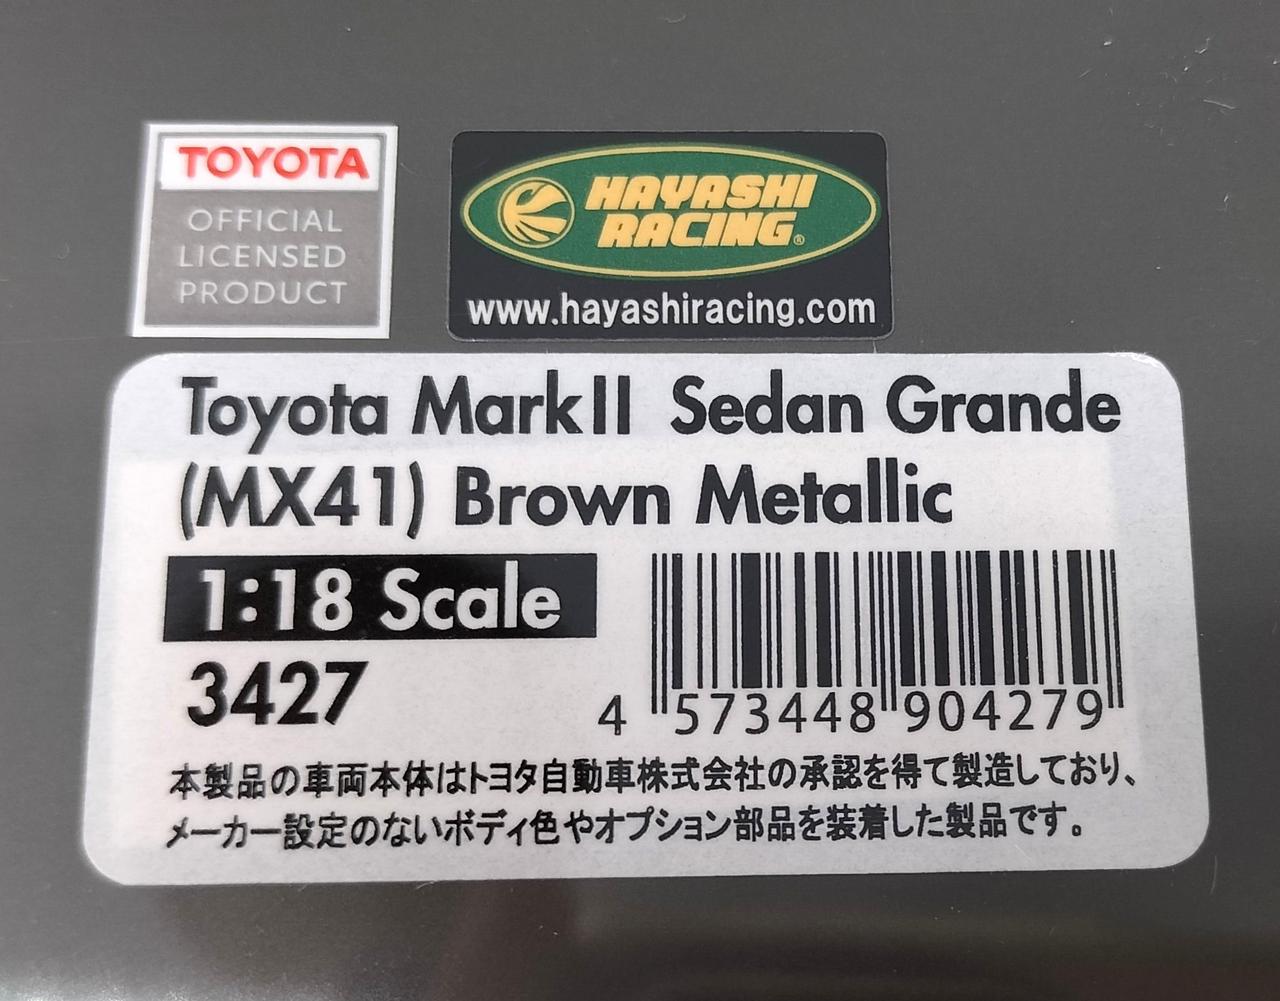 TOYOTA
OFFICIAL
LICENSED
PRODUCT
HAYASHI
RACING®
www.hayashiracing.com
Toyota MarkII Sedan Grande
(MX41) Brown Metallic
1:18 Scale
3427
4 573448 904279
本製品の車両本体はトヨタ自動車株式会社の承認を得て製造しており、
メーカー設定のないボディ色やオプション部品を装着した製品です。